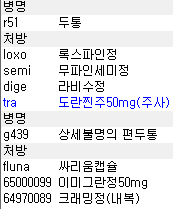 병명
r51 두통
처방
loxo 록스파인정
semi 무파인세미정
dige 라비수정
tra 도란찐주50mg(주사)
병명
g439 상세불명의 편두통
처방
fluna 싸리움캡슐
65000099 이미그란정50mg
64970089 크래밍정(내복)